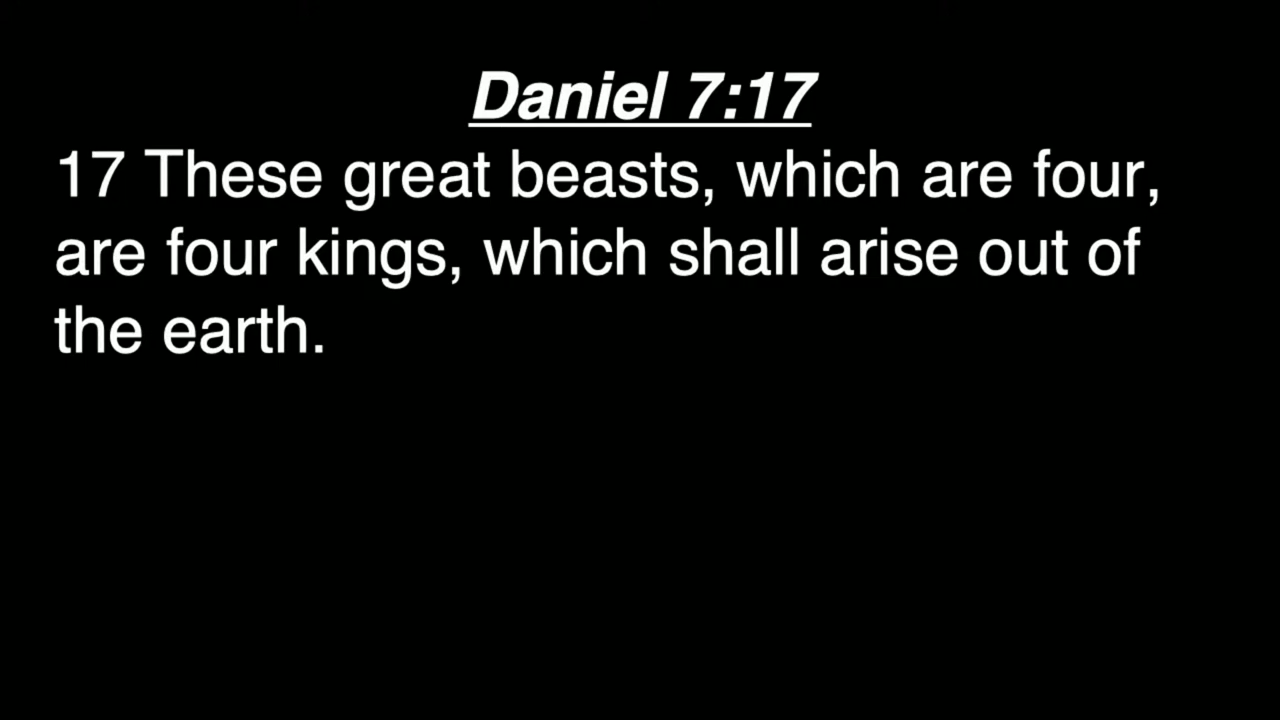 Daniel 7:17
17 These great beasts, which are four,
are four kings, which shall arise out of
the earth.